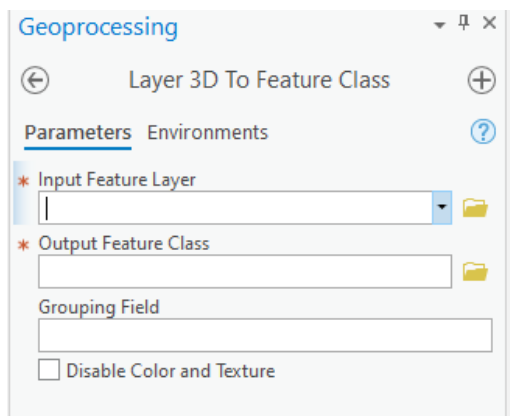 Geoprocessing
Layer 3D To Feature Class
Parameters Environments
?
* Input Feature Layer
* Output Feature Class
Grouping Field
Disable Color and Texture